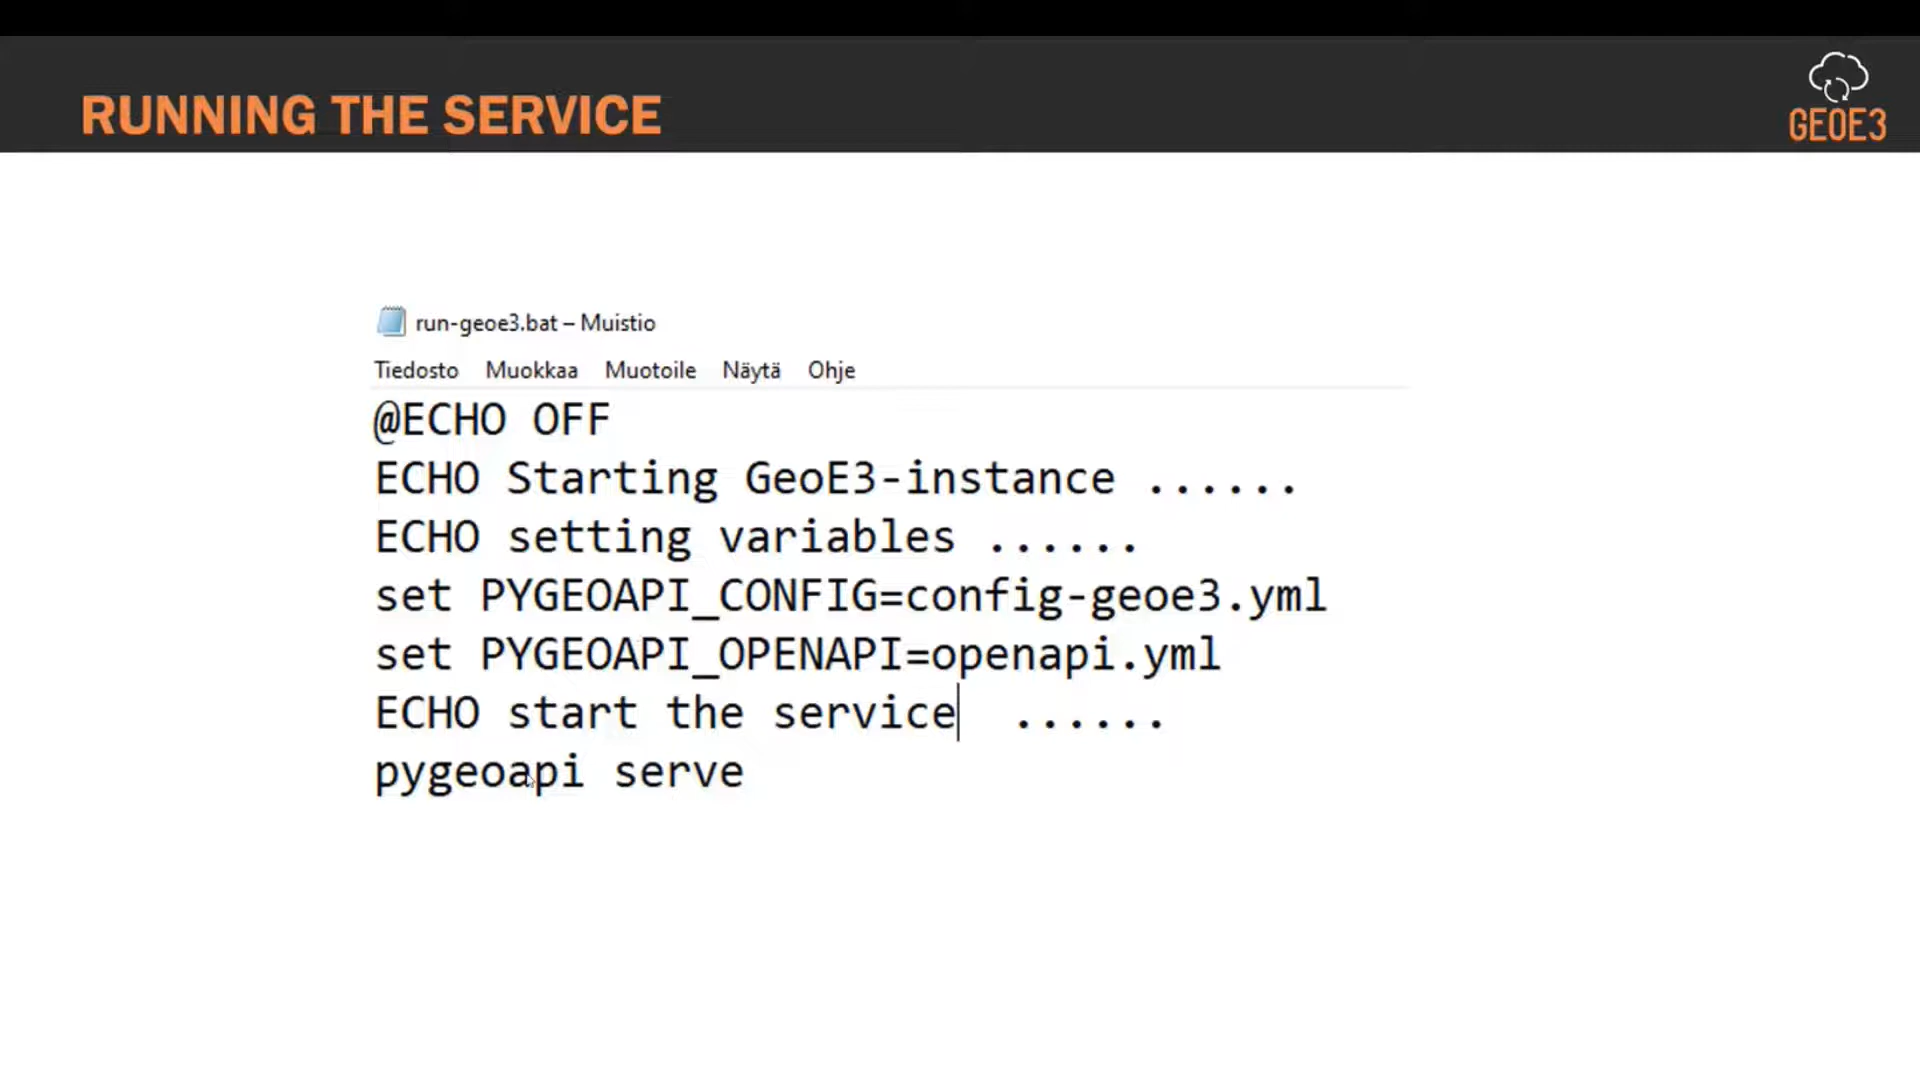 RUNNING THE SERVICE
GEOE3
run-geoe3.bat – Muistio
Tiedosto Muokkaa Muotoile Näytä Ohje
@ECHO OFF
ECHO Starting GeoE3-instance ......
ECHO setting variables ......
set PYGEOAPI_CONFIG=config-geoe3.yml
set PYGEOAPI_OPENAPI=openapi.yml
ECHO start the service  ......
pygeoapi serve